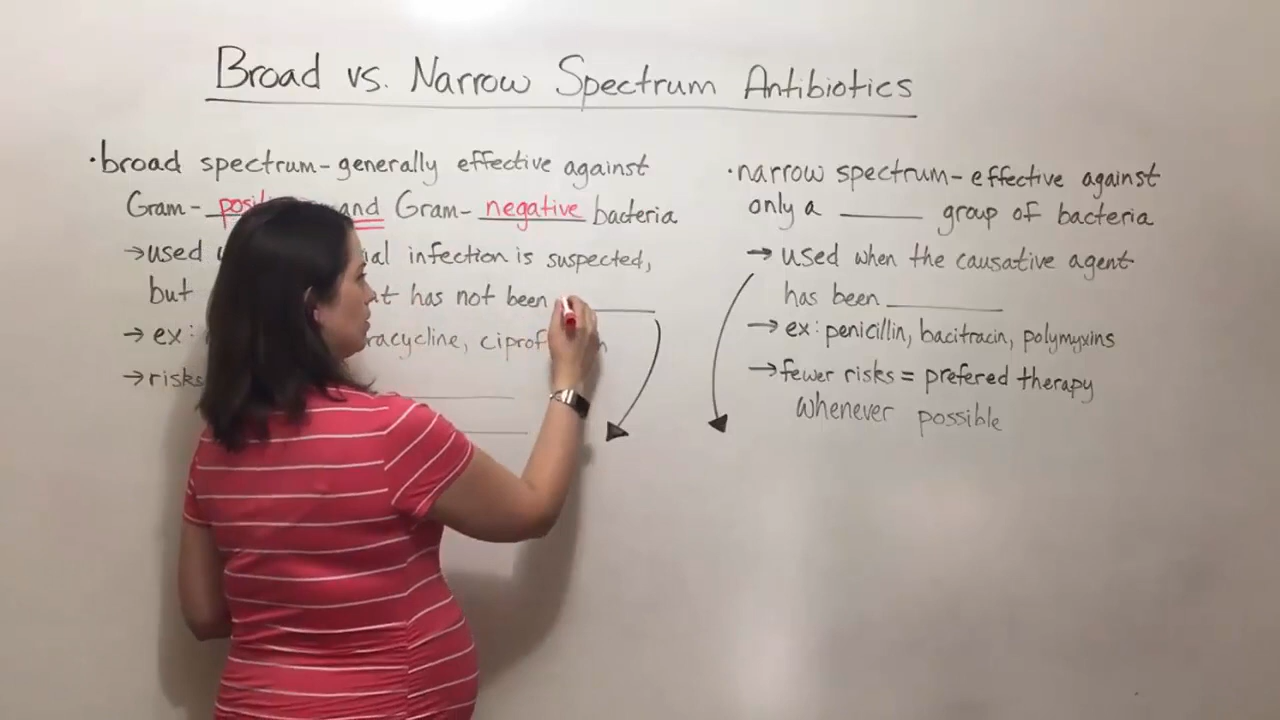 Broad vs. Narrow Spectrum Antibiotics
·broad spectrum-generally effective against
Gram- and Gram- negative bacteria
→used infection is suspected,
but has not been
→ ex:
→risks
·narrow spectrum-effective against
only a ______ group of bacteria
→ used when the causative agent
has been ______
→ ex: penicillin, bacitracin, polymyxins
→fewer risks = prefered therapy
whenever possible